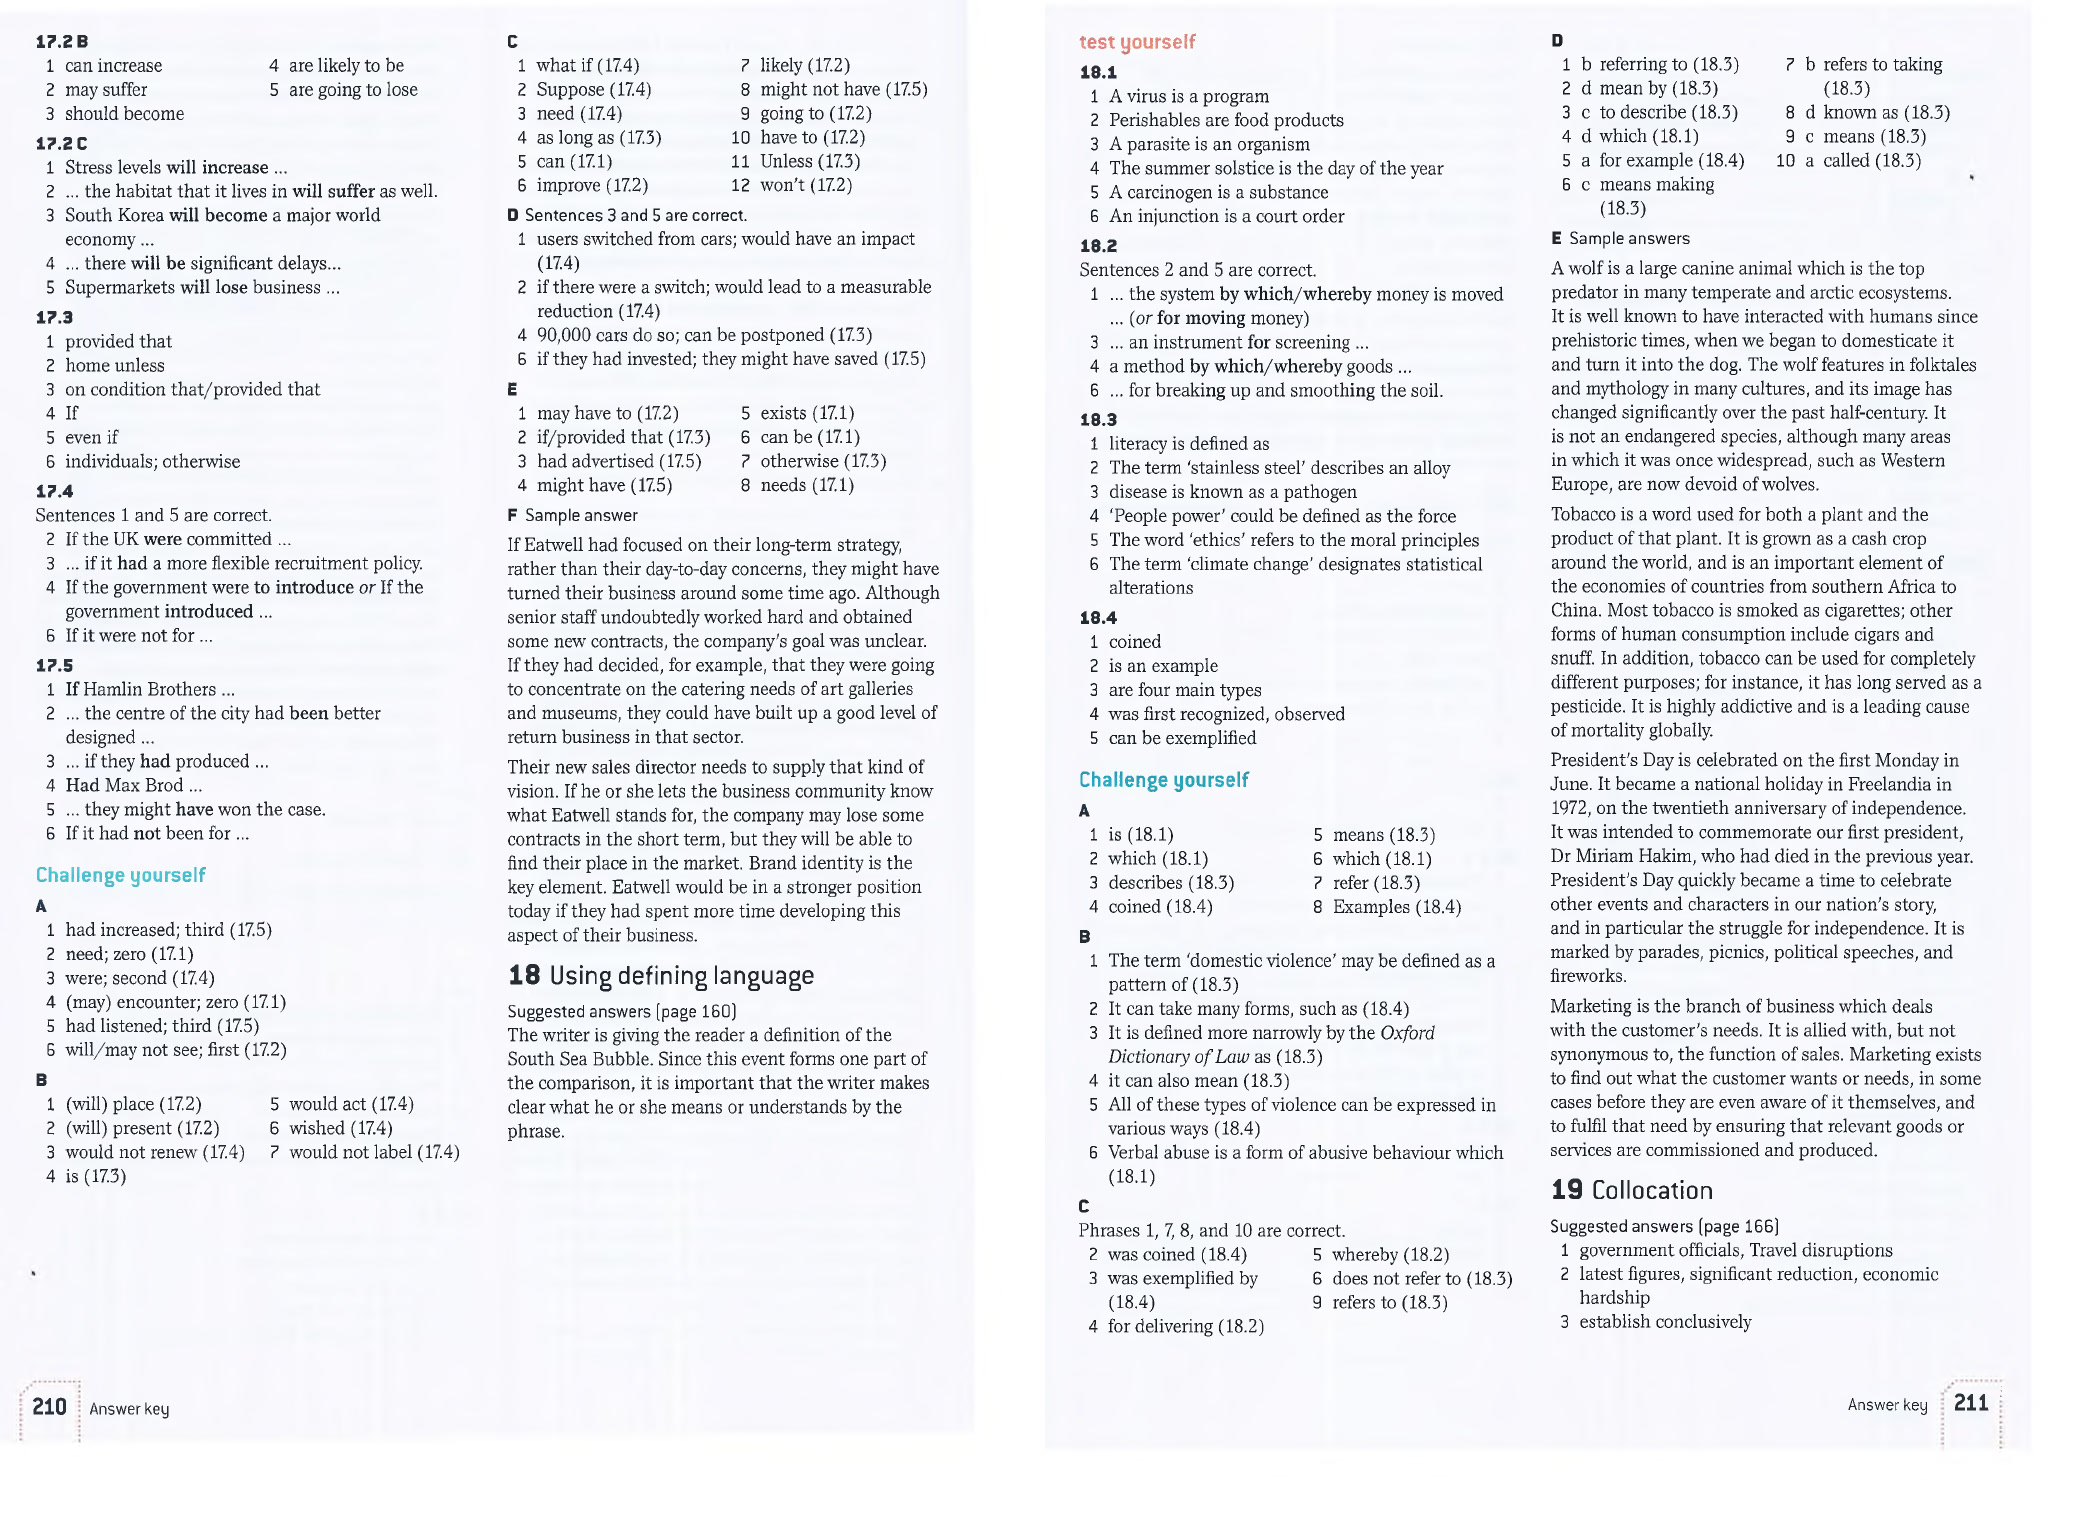 17.2 B
1 can increase
2 may suffer
3 should become
4 are likely to be
5 are going to lose
17.2 C
1 Stress levels will increase ...
2 ... the habitat that it lives in will suffer as well.
3 South Korea will become a major world
economy ...
4 ... there will be significant delays...
5 Supermarkets will lose business ...
17.3
1 provided that
2 home unless
3 on condition that/provided that
4 If
5 even if
6 individuals; otherwise
17.4
Sentences 1 and 5 are correct.
2 If the UK were committed ...
3 ... if it had a more flexible recruitment policy.
4 If the government were to introduce or If the
government introduced ...
6 If it were not for ...
17.5
1 If Hamlin Brothers ...
2 ... the centre of the city had been better
designed ...
3 ... if they had produced ...
4 Had Max Brod ...
5 ... they might have won the case.
6 If it had not been for ...
Challenge yourself
A
1 had increased; third (17.5)
2 need; zero (17.1)
3 were; second (17.4)
4 (may) encounter; zero (17.1)
5 had listened; third (17.5)
6 will/may not see; first (17.2)
B
1 (will) place (17.2)
2 (will) present (17.2)
3 would not renew (17.4)
4 is (17.3)
5 would act (17.4)
6 wished (17.4)
7 would not label (17.4)
C
1 what if (17.4)
2 Suppose (17.4)
3 need (17.4)
4 as long as (17.3)
5 can (17.1)
6 improve (17.2)
7 likely (17.2)
8 might not have (17.5)
9 going to (17.2)
10 have to (17.2)
11 Unless (17.3)
12 won't (17.2)
D Sentences 3 and 5 are correct.
1 users switched from cars; would have an impact
(17.4)
2 if there were a switch; would lead to a measurable
reduction (17.4)
4 90,000 cars do so; can be postponed (17.3)
6 if they had invested; they might have saved (17.5)
E
1 may have to (17.2)
2 if/provided that (17.3)
3 had advertised (17.5)
4 might have (17.5)
5 exists (17.1)
6 can be (17.1)
7 otherwise (17.3)
8 needs (17.1)
F Sample answer
If Eatwell had focused on their long-term strategy,
rather than their day-to-day concerns, they might have
turned their business around some time ago. Although
senior staff undoubtedly worked hard and obtained
some new contracts, the company's goal was unclear.
If they had decided, for example, that they were going
to concentrate on the catering needs of art galleries
and museums, they could have built up a good level of
return business in that sector.
Their new sales director needs to supply that kind of
vision. If he or she lets the business community know
what Eatwell stands for, the company may lose some
contracts in the short term, but they will be able to
find their place in the market. Brand identity is the
key element. Eatwell would be in a stronger position
today if they had spent more time developing this
aspect of their business.
18 Using defining language
Suggested answers (page 160)
The writer is giving the reader a definition of the
South Sea Bubble. Since this event forms one part of
the comparison, it is important that the writer makes
clear what he or she means or understands by the
phrase.
210 Answer key
test yourself
18.1
1 A virus is a program
2 Perishables are food products
3 A parasite is an organism
4 The summer solstice is the day of the year
5 A carcinogen is a substance
6 An injunction is a court order
18.2
Sentences 2 and 5 are correct.
1 ... the system by which/whereby money is moved
... (or for moving money)
3 ... an instrument for screening ...
4 a method by which/whereby goods ...
6 ... for breaking up and smoothing the soil.
18.3
1 literacy is defined as
2 The term 'stainless steel' describes an alloy
3 disease is known as a pathogen
4 'People power' could be defined as the force
5 The word 'ethics' refers to the moral principles
6 The term 'climate change' designates statistical
alterations
18.4
1 coined
2 is an example
3 are four main types
4 was first recognized, observed
5 can be exemplified
Challenge yourself
A
1 is (18.1)
2 which (18.1)
3 describes (18.3)
4 coined (18.4)
5 means (18.3)
6 which (18.1)
7 refer (18.3)
8 Examples (18.4)
B
1 The term 'domestic violence' may be defined as a
pattern of (18.3)
2 It can take many forms, such as (18.4)
3 It is defined more narrowly by the Oxford
Dictionary of Law as (18.3)
4 it can also mean (18.3)
5 All of these types of violence can be expressed in
various ways (18.4)
6 Verbal abuse is a form of abusive behaviour which
(18.1)
C
Phrases 1, 7, 8, and 10 are correct.
2 was coined (18.4)
3 was exemplified by
(18.4)
4 for delivering (18.2)
5 whereby (18.2)
6 does not refer to (18.3)
9 refers to (18.3)
D
1 b referring to (18.3)
2 d mean by (18.3)
3 c to describe (18.3)
4 d which (18.1)
5 a for example (18.4)
6 c means making
(18.3)
7 b refers to taking
(18.3)
8 d known as (18.3)
9 c means (18.3)
10 a called (18.3)
E Sample answers
A wolf is a large canine animal which is the top
predator in many temperate and arctic ecosystems.
It is well known to have interacted with humans since
prehistoric times, when we began to domesticate it
and turn it into the dog. The wolf features in folktales
and mythology in many cultures, and its image has
changed significantly over the past half-century. It
is not an endangered species, although many areas
in which it was once widespread, such as Western
Europe, are now devoid of wolves.
Tobacco is a word used for both a plant and the
product of that plant. It is grown as a cash crop
around the world, and is an important element of
the economies of countries from southern Africa to
China. Most tobacco is smoked as cigarettes; other
forms of human consumption include cigars and
snuff. In addition, tobacco can be used for completely
different purposes; for instance, it has long served as a
pesticide. It is highly addictive and is a leading cause
of mortality globally.
President's Day is celebrated on the first Monday in
June. It became a national holiday in Freelandia in
1972, on the twentieth anniversary of independence.
It was intended to commemorate our first president,
Dr Miriam Hakim, who had died in the previous year.
President's Day quickly became a time to celebrate
other events and characters in our nation's story,
and in particular the struggle for independence. It is
marked by parades, picnics, political speeches, and
fireworks.
Marketing is the branch of business which deals
with the customer's needs. It is allied with, but not
synonymous to, the function of sales. Marketing exists
to find out what the customer wants or needs, in some
cases before they are even aware of it themselves, and
to fulfil that need by ensuring that relevant goods or
services are commissioned and produced.
19 Collocation
Suggested answers (page 166)
1 government officials, Travel disruptions
2 latest figures, significant reduction, economic
hardship
3 establish conclusively
Answer key 211